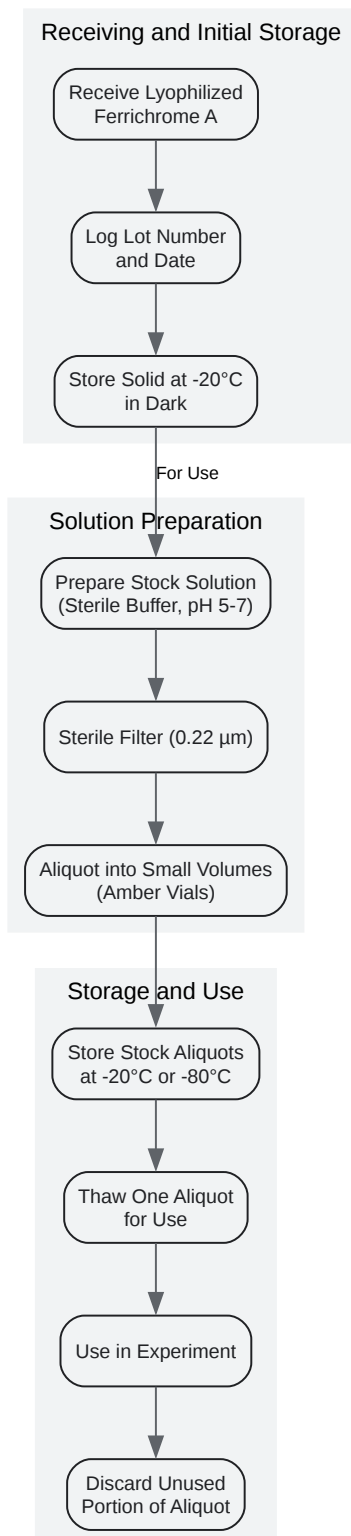 Receiving and Initial Storage
Receive Lyophilized
Ferrichrome A
Log Lot Number
and Date
Store Solid at -20°C
in Dark
For Use
Solution Preparation
Prepare Stock Solution
(Sterile Buffer, pH 5-7)
Sterile Filter (0.22 µm)
Aliquot into Small Volumes
(Amber Vials)
Storage and Use
Store Stock Aliquots
at -20°C or -80°C
Thaw One Aliquot
for Use
Use in Experiment
Discard Unused
Portion of Aliquot